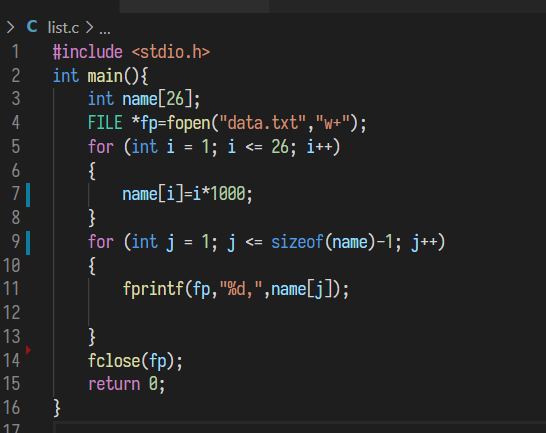 > C list.c > ...
1 #include <stdio.h>
2 int main(){
3 int name[26];
4 FILE *fp=fopen("data.txt","w+");
5 for (int i = 1; i <= 26; i++)
6 {
7 name[i]=i*1000;
8 }
9 for (int j = 1; j <= sizeof(name)-1; j++)
10 {
11 fprintf(fp,"%d,",name[j]);
12
13 }
14 fclose(fp);
15 return 0;
16 }
17